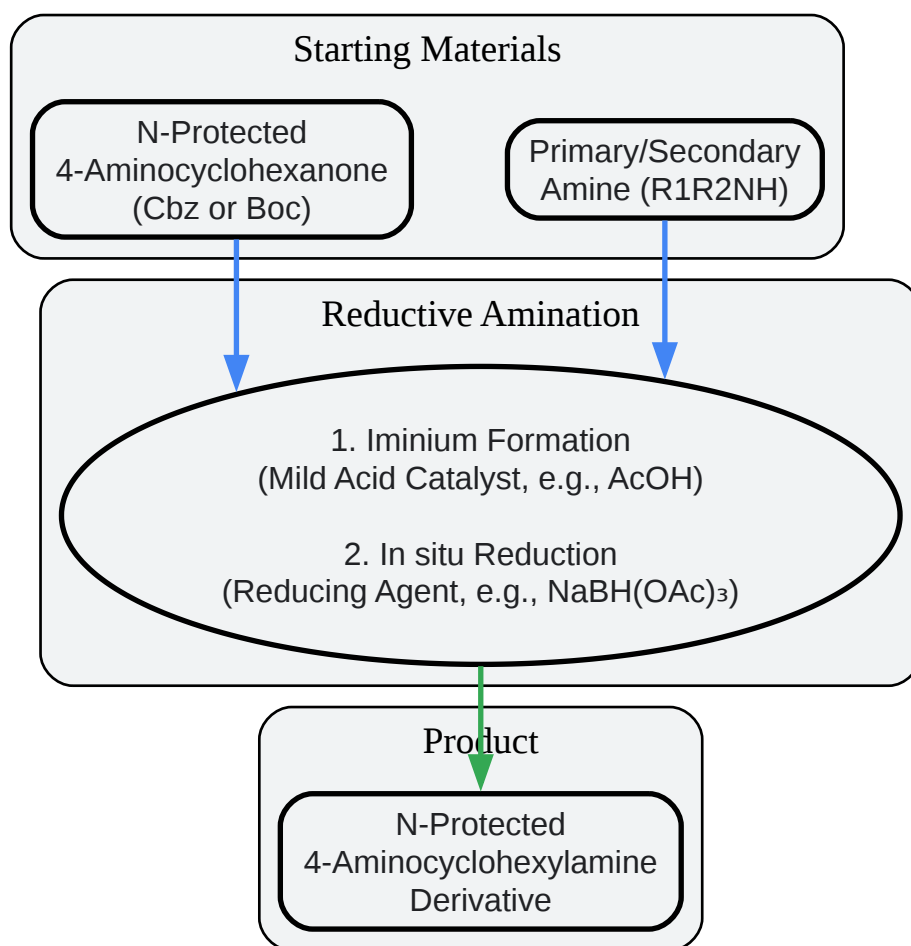 Starting Materials
N-Protected
4-Aminocyclohexanone
(Cbz or Boc)
Primary/Secondary
Amine (R1R2NH)
Reductive Amination
1. Iminium Formation
(Mild Acid Catalyst, e.g., AcOH)
2. In situ Reduction
(Reducing Agent, e.g., NaBH(OAc)₃)
Product
N-Protected
4-Aminocyclohexylamine
Derivative